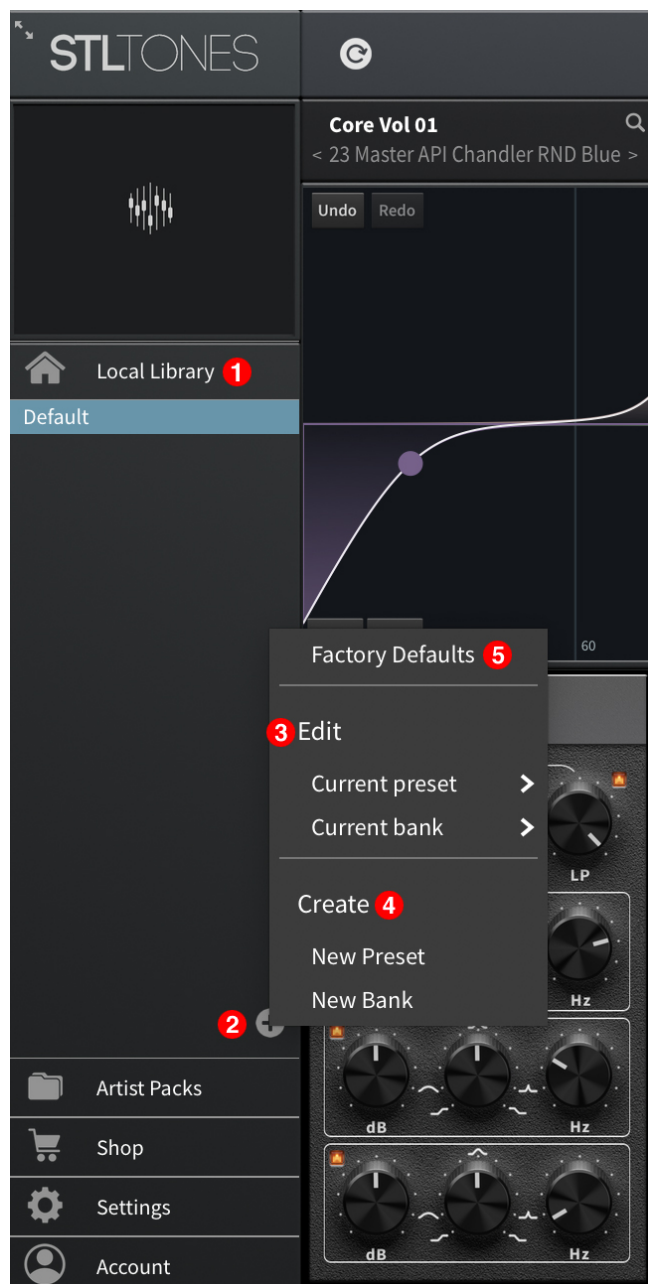 STLTONES
Core Vol 01
< 23 Master API Chandler RND Blue >
Undo Redo
Local Library 1
Default
60
Factory Defaults 5
3 Edit
Current preset >
Current bank >
LP
Create 4
New Preset
New Bank
Hz
2 +
Artist Packs
dB Hz
Shop
Settings
dB Hz
Account